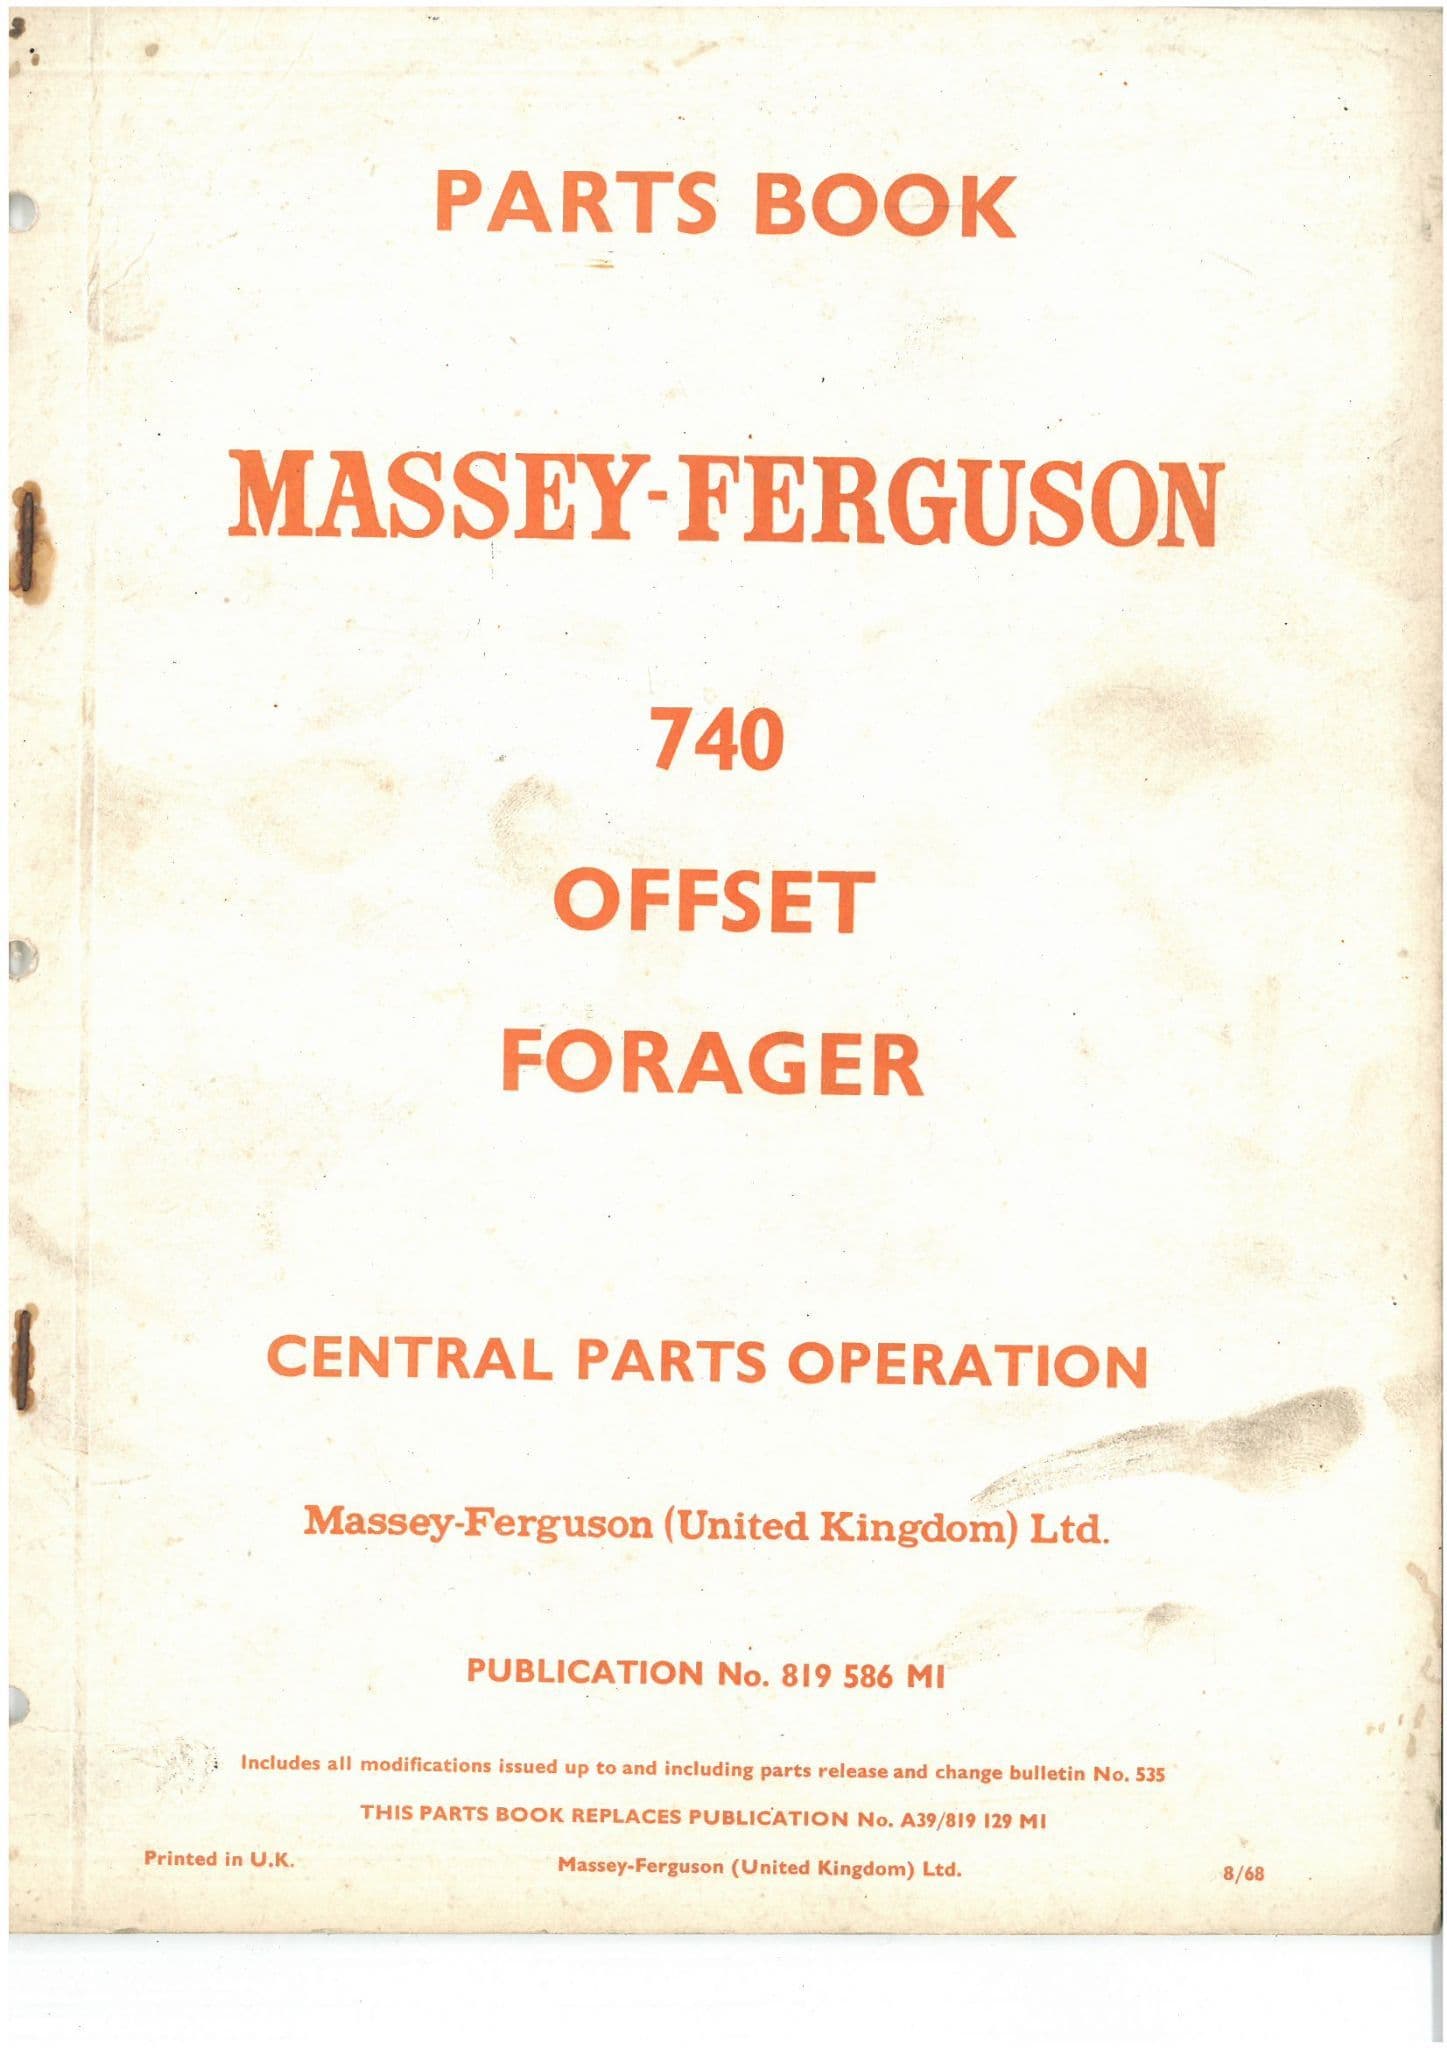 PARTS BOOK
MASSEY-FERGUSON
740
OFFSET
FORAGER
CENTRAL PARTS OPERATION
Massey-Ferguson (United Kingdom) Ltd.
PUBLICATION No. 819 586 MI
Includes all modifications issued up to and including parts release and change bulletin No. 535
THIS PARTS BOOK REPLACES PUBLICATION No. A39/819 129 MI
Printed in U.K.
Massey-Ferguson (United Kingdom) Ltd.
8/68